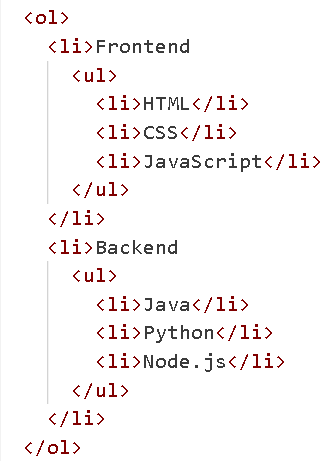 <ol>
  <li>Frontend
    <ul>
      <li>HTML</li>
      <li>CSS</li>
      <li>JavaScript</li>
    </ul>
  </li>
  <li>Backend
    <ul>
      <li>Java</li>
      <li>Python</li>
      <li>Node.js</li>
    </ul>
  </li>
</ol>